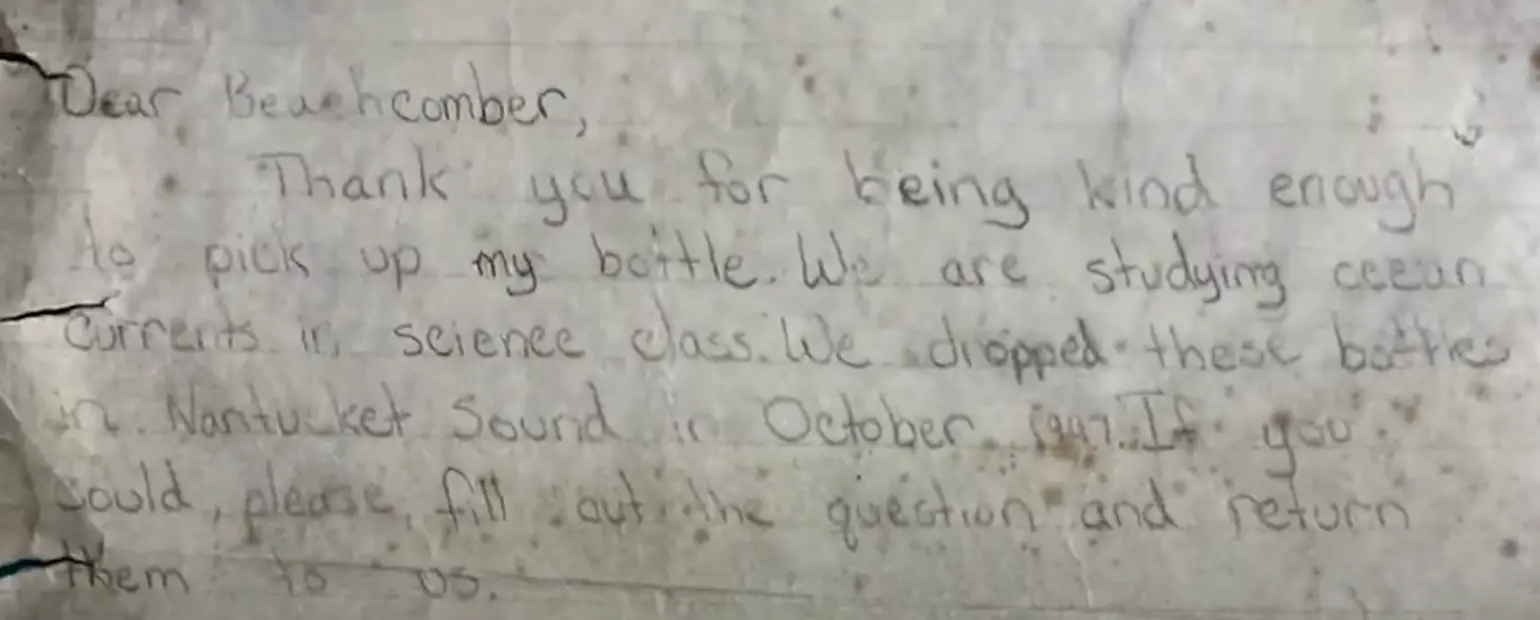 Dear Beachcomber,
Thank you for being kind enough
to pick up my bottle. We are studying ocean
currents in science class. We dropped these bottles
in Nantucket Sound in October 1997. If you
could, please, fill out the question and return
them to us.